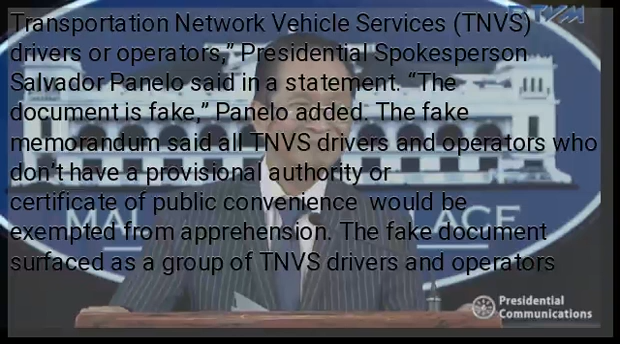 RTVM
Transportation Network Vehicle Services (TNVS)
drivers or operators,” Presidential Spokesperson
Salvador Panelo said in a statement. “The
document is fake,” Panelo added. The fake
memorandum said all TNVS drivers and operators who
don’t have a provisional authority or
certificate of public convenience would be
exempted from apprehension. The fake document
surfaced as a group of TNVS drivers and operators
Presidential
Communications